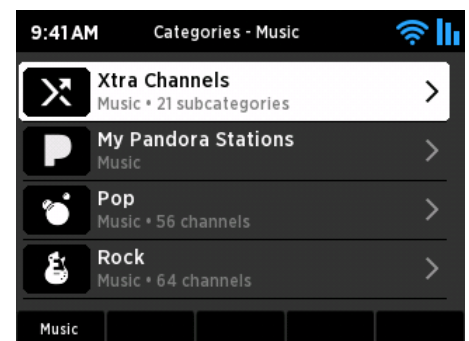 9:41 AM Categories - Music
Xtra Channels
Music • 21 subcategories
My Pandora Stations
Music
Pop
Music • 56 channels
Rock
Music • 64 channels
Music